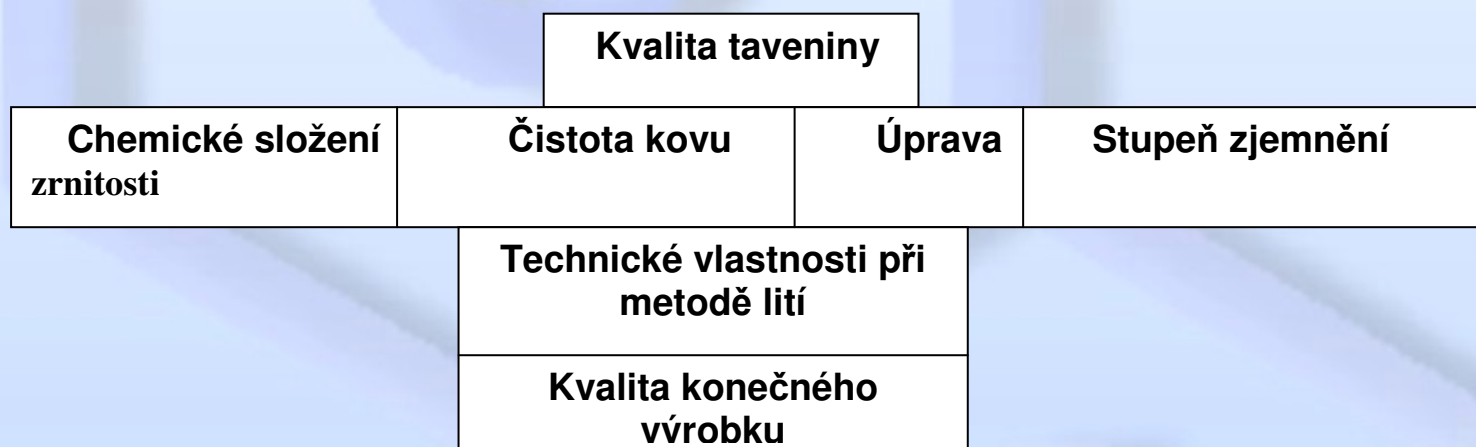 Kvalita taveniny
Chemické složení
zrnitosti
Čistota kovu
Úprava
Stupeň zjemnění
Technické vlastnosti při
metodě lití
Kvalita konečného
výrobku